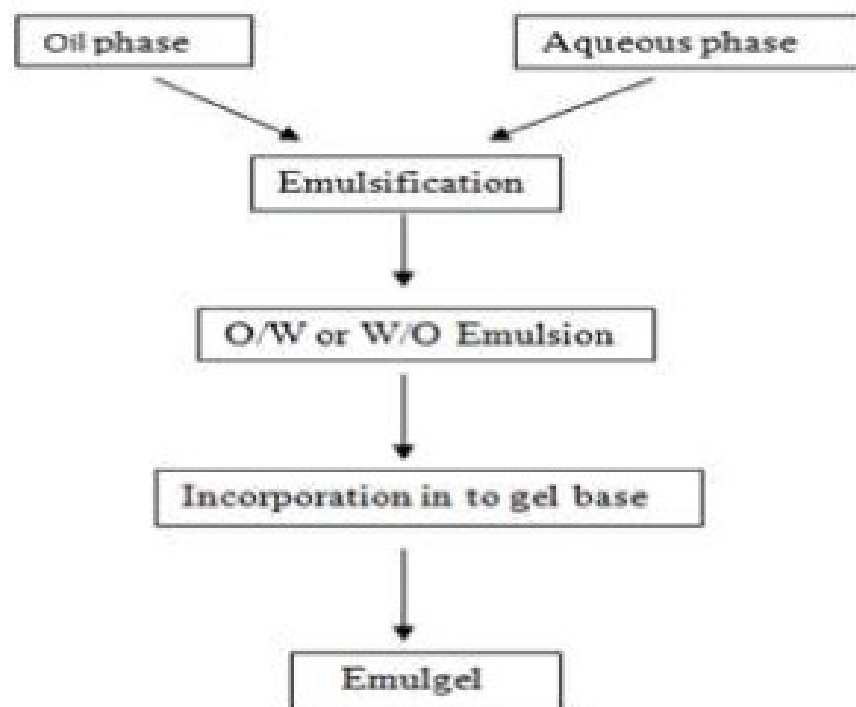 Oil phase
Aqueous phase
Emulsification
O/W or W/O Emulsion
Incorporation in to gel base
Emulgel